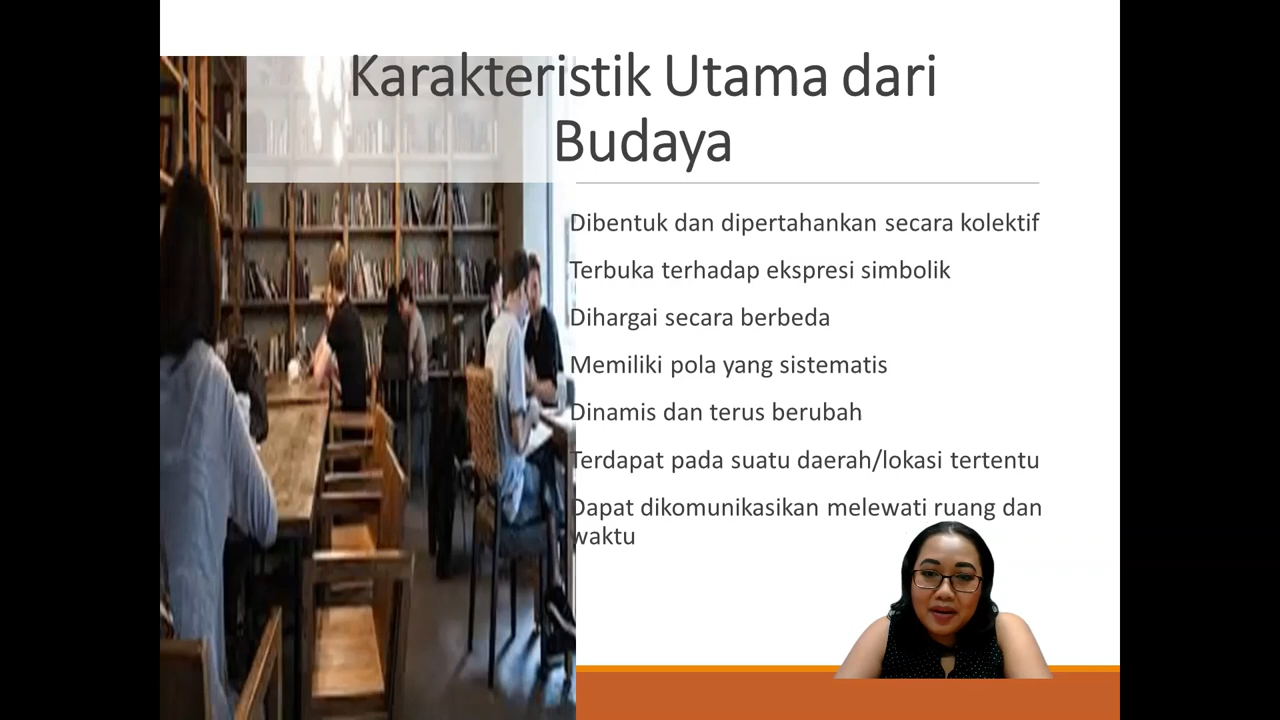 Karakteristik Utama dari
Budaya
Dibentuk dan dipertahankan secara kolektif
Terbuka terhadap ekspresi simbolik
Dihargai secara berbeda
Memiliki pola yang sistematis
Dinamis dan terus berubah
Terdapat pada suatu daerah/lokasi tertentu
Dapat dikomunikasikan melewati ruang dan
waktu